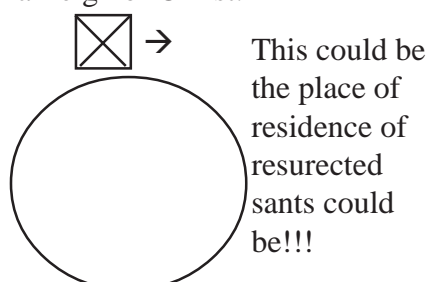 This could be
the place of
residence of
resurected
sants could
be!!!